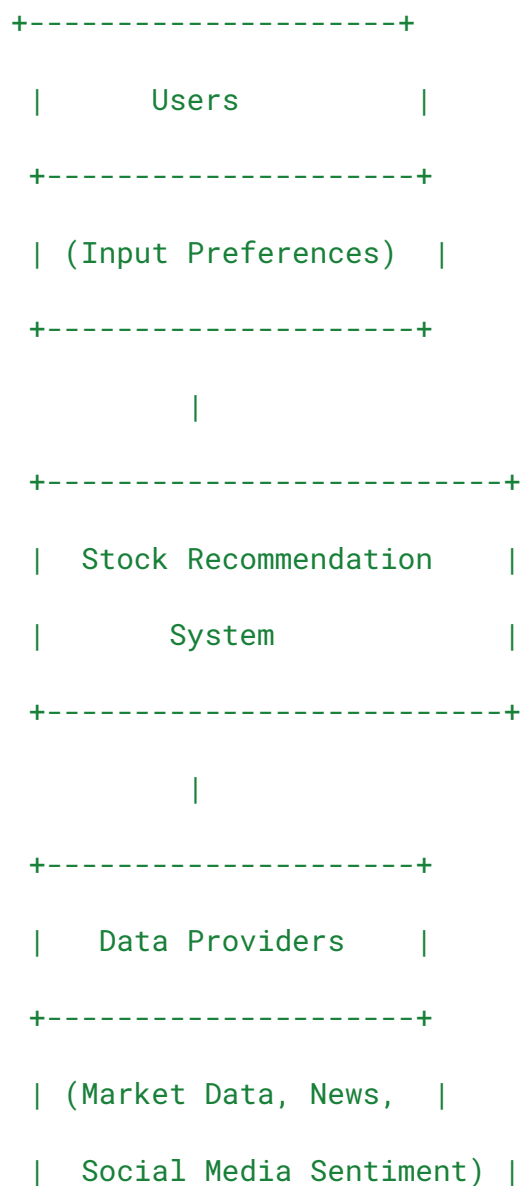 +---------------------+
|      Users          |
+---------------------+
| (Input Preferences)  |
+---------------------+
         |
+--------------------------+
|  Stock Recommendation    |
|       System             |
+--------------------------+
         |
+---------------------+
|   Data Providers    |
+---------------------+
| (Market Data, News,  |
|  Social Media Sentiment) |